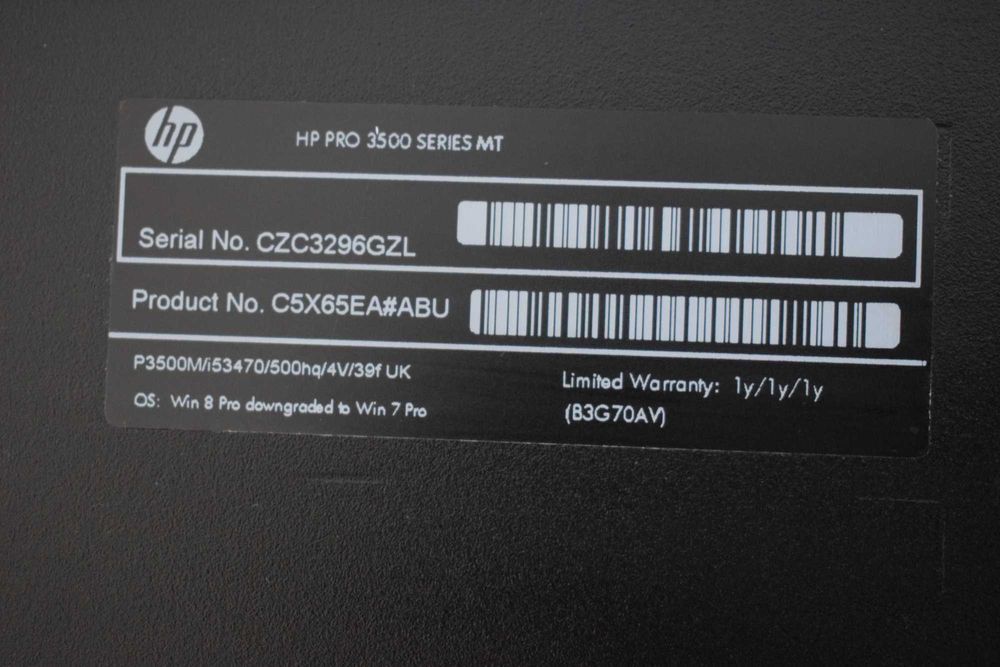 hp
HP PRO 3500 SERIES MT
Serial No. CZC3296GZL
Product No. C5X65EA#ABU
P3500M/i53470/500hq/4V/39f UK
OS: Win 8 Pro downgraded to Win 7 Pro
Limited Warranty: 1y/1y/1y
(B3G70AV)